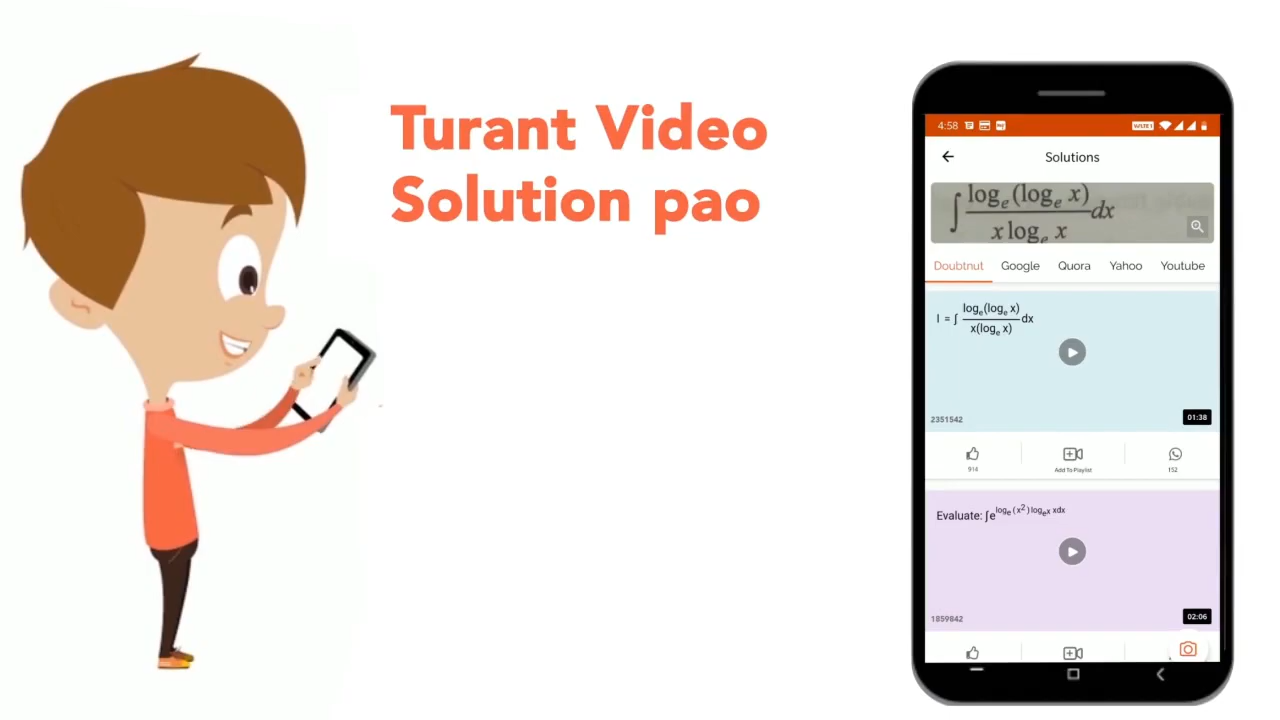 Turant Video
Solution pao
4:58
VoLTE1
Solutions
∫ logₑ(logₑ x) / x logₑ x dx
Doubtnut Google Quora Yahoo Youtube
I = ∫ logₑ(logₑ x) / x(logₑ x) dx
2351542 01:38
914 Add To Playlist 152
Evaluate: ∫e^logₑ(x²)logₑx xdx
1859842 02:06